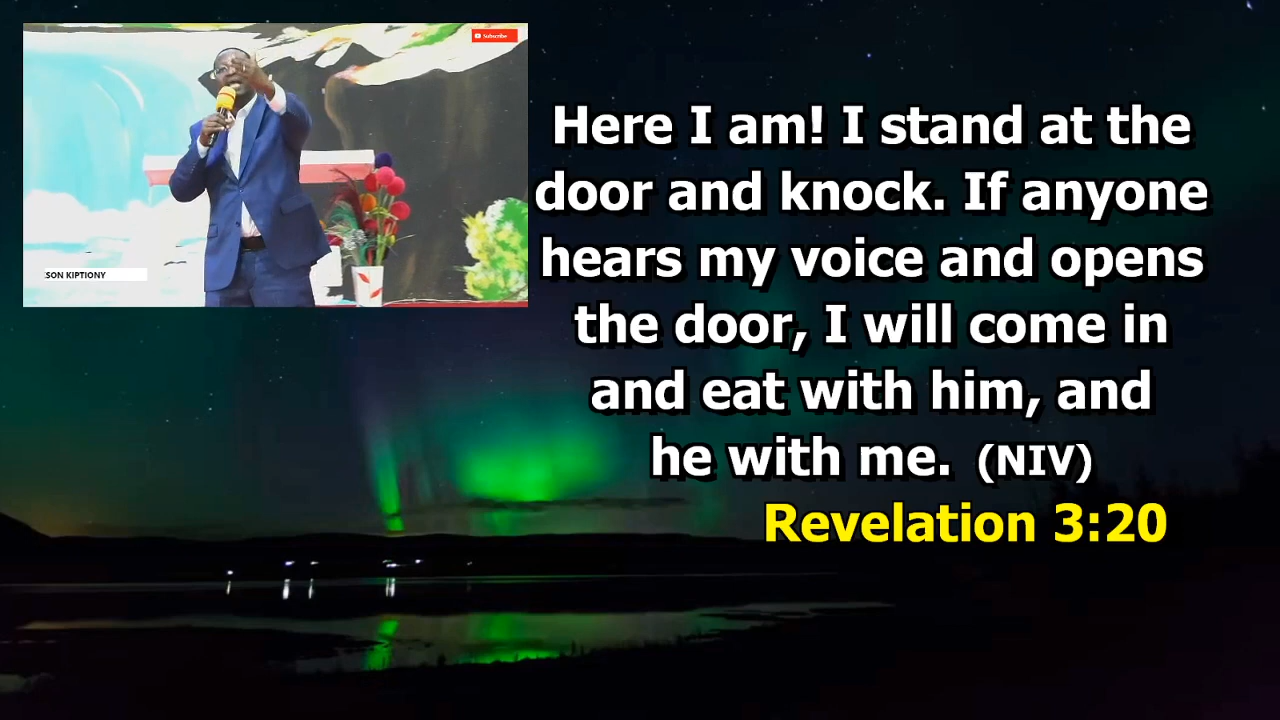 Subscribe
SON KIPTIONY
Here I am! I stand at the
door and knock. If anyone
hears my voice and opens
the door, I will come in
and eat with him, and
he with me. (NIV)
Revelation 3:20